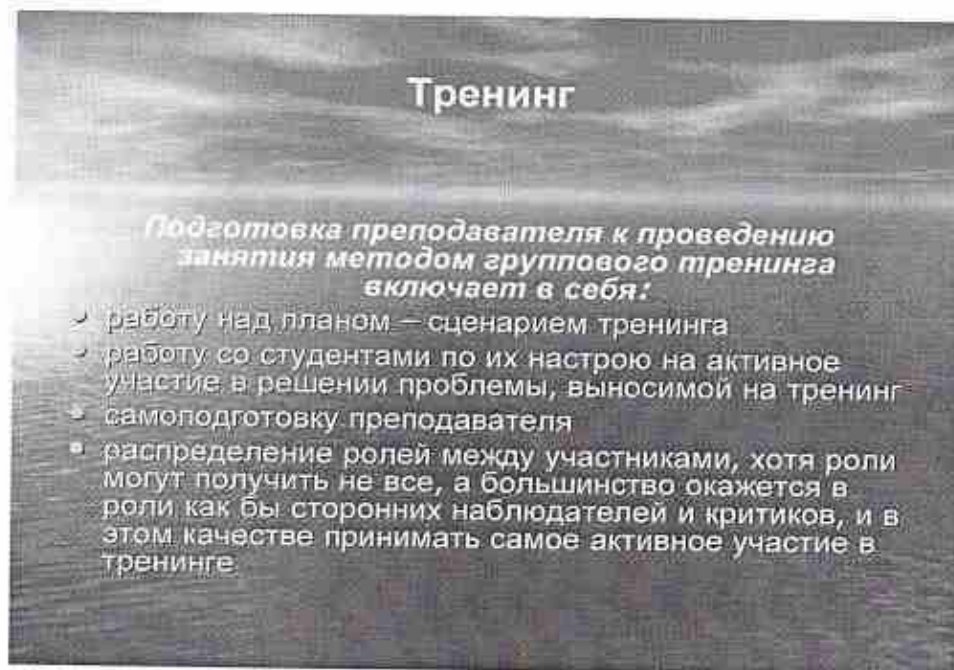 Тренинг
Подготовка преподавателя к проведению
занятия методом группового тренинга
включает в себя:
работу над планом – сценарием тренинга
работу со студентами по их настрою на активное
участие в решении проблемы, выносимой на тренинг
самоподготовку преподавателя
распределение ролей между участниками, хотя роли
могут получить не все, а большинство окажется в
роли как бы сторонних наблюдателей и критиков, и в
этом качестве принимать самое активное участие в
тренинге